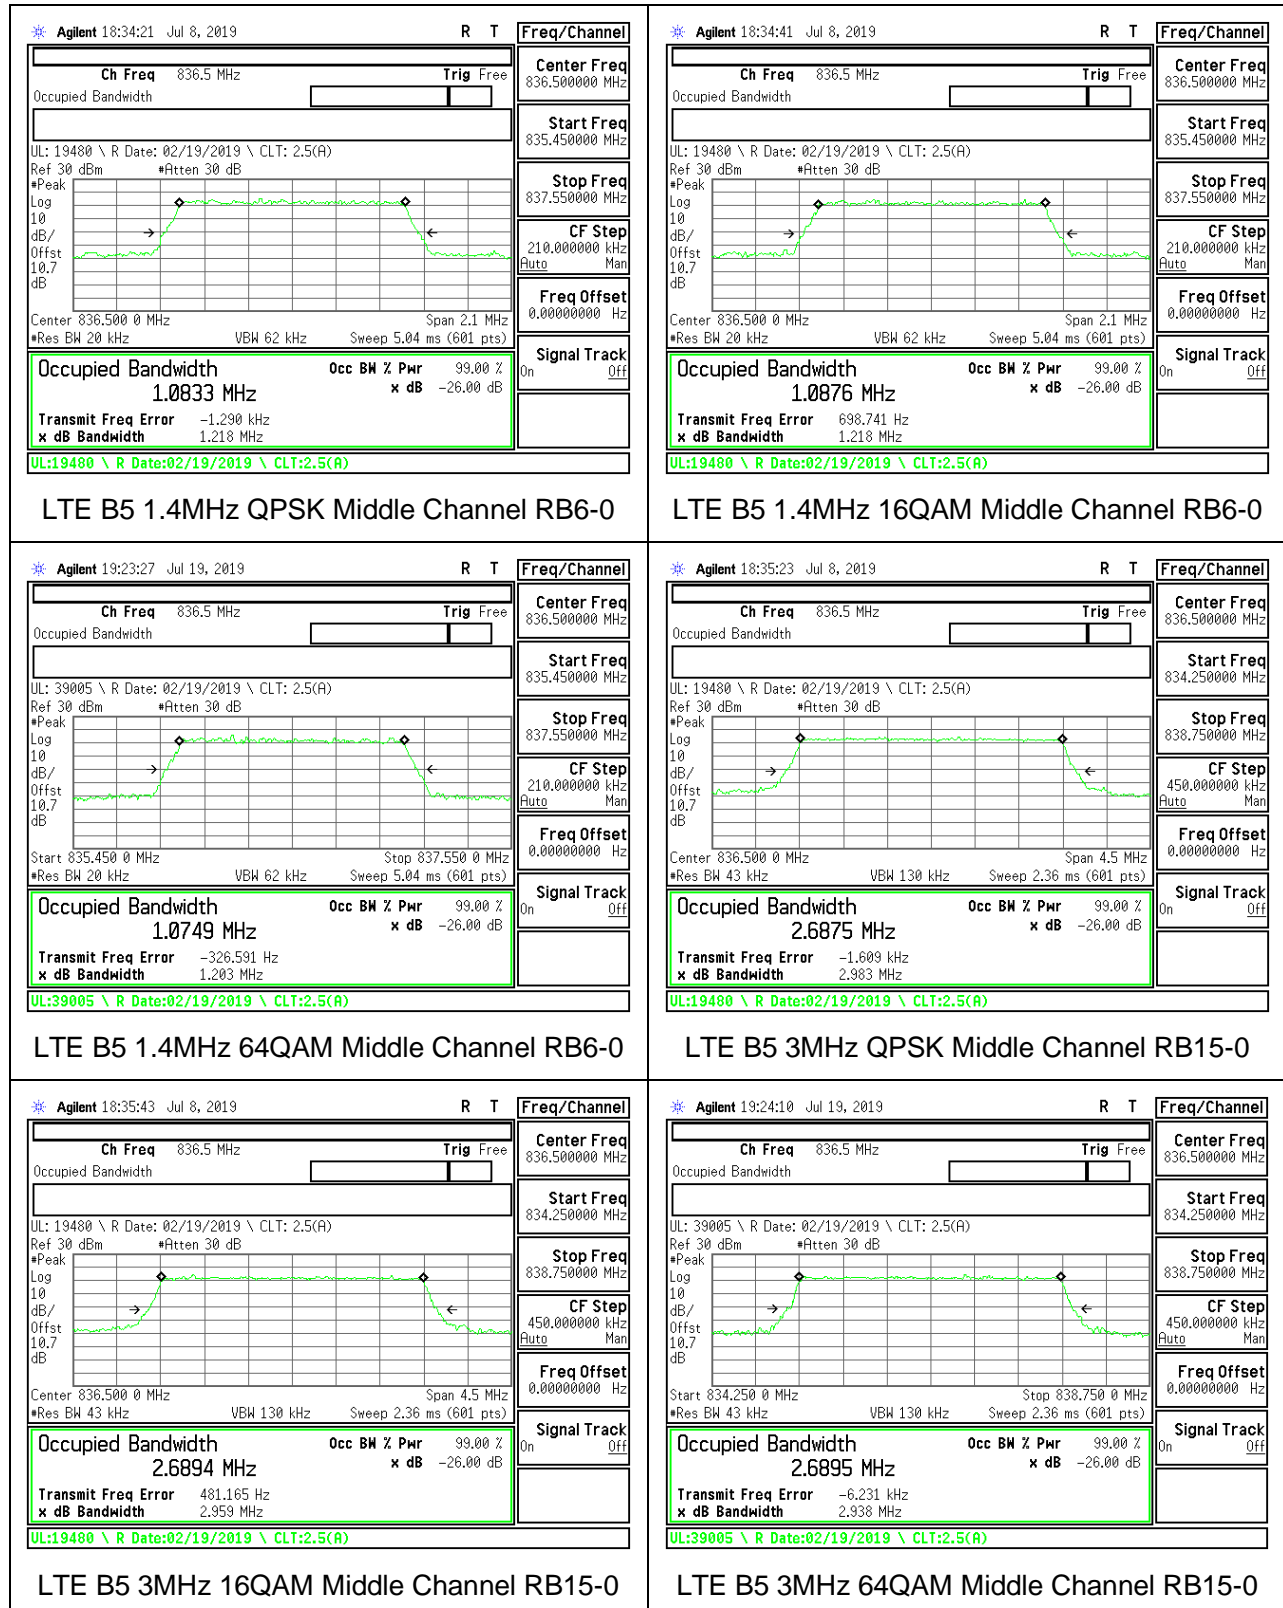 Agilent 18:34:21 Jul 8, 2019 R T Freq/Channel
Ch Freq 836.5 MHz Trig Free
Occupied Bandwidth
Center Freq
836.500000 MHz
Start Freq
835.450000 MHz
UL: 19480 \ R Date: 02/19/2019 \ CLT: 2.5(A)
Ref 30 dBm #Atten 30 dB
#Peak
Log
10
dB/
Offst
10.7
dB
Stop Freq
837.550000 MHz
CF Step
210.000000 kHz
Auto Man
Freq Offset
0.00000000 Hz
Center 836.500 0 MHz Span 2.1 MHz
#Res BW 20 kHz VBW 62 kHz Sweep 5.04 ms (601 pts)
Signal Track
On Off
Occupied Bandwidth Occ BW % Pwr 99.00 %
1.0833 MHz x dB -26.00 dB
Transmit Freq Error -1.290 kHz
x dB Bandwidth 1.218 MHz
UL:19480 \ R Date:02/19/2019 \ CLT:2.5(A)
LTE B5 1.4MHz QPSK Middle Channel RB6-0
Agilent 18:34:41 Jul 8, 2019 R T Freq/Channel
Ch Freq 836.5 MHz Trig Free
Occupied Bandwidth
Center Freq
836.500000 MHz
Start Freq
835.450000 MHz
UL: 19480 \ R Date: 02/19/2019 \ CLT: 2.5(A)
Ref 30 dBm #Atten 30 dB
#Peak
Log
10
dB/
Offst
10.7
dB
Stop Freq
837.550000 MHz
CF Step
210.000000 kHz
Auto Man
Freq Offset
0.00000000 Hz
Center 836.500 0 MHz Span 2.1 MHz
#Res BW 20 kHz VBW 62 kHz Sweep 5.04 ms (601 pts)
Signal Track
On Off
Occupied Bandwidth Occ BW % Pwr 99.00 %
1.0876 MHz x dB -26.00 dB
Transmit Freq Error 698.741 Hz
x dB Bandwidth 1.218 MHz
UL:19480 \ R Date:02/19/2019 \ CLT:2.5(A)
LTE B5 1.4MHz 16QAM Middle Channel RB6-0
Agilent 19:23:27 Jul 19, 2019 R T Freq/Channel
Ch Freq 836.5 MHz Trig Free
Occupied Bandwidth
Center Freq
836.500000 MHz
Start Freq
835.450000 MHz
UL: 39005 \ R Date: 02/19/2019 \ CLT: 2.5(A)
Ref 30 dBm #Atten 30 dB
#Peak
Log
10
dB/
Offst
10.7
dB
Stop Freq
837.550000 MHz
CF Step
210.000000 kHz
Auto Man
Freq Offset
0.00000000 Hz
Start 835.450 0 MHz Stop 837.550 0 MHz
#Res BW 20 kHz VBW 62 kHz Sweep 5.04 ms (601 pts)
Signal Track
On Off
Occupied Bandwidth Occ BW % Pwr 99.00 %
1.0749 MHz x dB -26.00 dB
Transmit Freq Error -326.591 Hz
x dB Bandwidth 1.203 MHz
UL:39005 \ R Date:02/19/2019 \ CLT:2.5(A)
LTE B5 1.4MHz 64QAM Middle Channel RB6-0
Agilent 18:35:23 Jul 8, 2019 R T Freq/Channel
Ch Freq 836.5 MHz Trig Free
Occupied Bandwidth
Center Freq
836.500000 MHz
Start Freq
834.250000 MHz
UL: 19480 \ R Date: 02/19/2019 \ CLT: 2.5(A)
Ref 30 dBm #Atten 30 dB
#Peak
Log
10
dB/
Offst
10.7
dB
Stop Freq
838.750000 MHz
CF Step
450.000000 kHz
Auto Man
Freq Offset
0.00000000 Hz
Center 836.500 0 MHz Span 4.5 MHz
#Res BW 43 kHz VBW 130 kHz Sweep 2.36 ms (601 pts)
Signal Track
On Off
Occupied Bandwidth Occ BW % Pwr 99.00 %
2.6875 MHz x dB -26.00 dB
Transmit Freq Error -1.609 kHz
x dB Bandwidth 2.983 MHz
UL:19480 \ R Date:02/19/2019 \ CLT:2.5(A)
LTE B5 3MHz QPSK Middle Channel RB15-0
Agilent 18:35:43 Jul 8, 2019 R T Freq/Channel
Ch Freq 836.5 MHz Trig Free
Occupied Bandwidth
Center Freq
836.500000 MHz
Start Freq
834.250000 MHz
UL: 19480 \ R Date: 02/19/2019 \ CLT: 2.5(A)
Ref 30 dBm #Atten 30 dB
#Peak
Log
10
dB/
Offst
10.7
dB
Stop Freq
838.750000 MHz
CF Step
450.000000 kHz
Auto Man
Freq Offset
0.00000000 Hz
Center 836.500 0 MHz Span 4.5 MHz
#Res BW 43 kHz VBW 130 kHz Sweep 2.36 ms (601 pts)
Signal Track
On Off
Occupied Bandwidth Occ BW % Pwr 99.00 %
2.6894 MHz x dB -26.00 dB
Transmit Freq Error 481.165 Hz
x dB Bandwidth 2.959 MHz
UL:19480 \ R Date:02/19/2019 \ CLT:2.5(A)
LTE B5 3MHz 16QAM Middle Channel RB15-0
Agilent 19:24:10 Jul 19, 2019 R T Freq/Channel
Ch Freq 836.5 MHz Trig Free
Occupied Bandwidth
Center Freq
836.500000 MHz
Start Freq
834.250000 MHz
UL: 39005 \ R Date: 02/19/2019 \ CLT: 2.5(A)
Ref 30 dBm #Atten 30 dB
#Peak
Log
10
dB/
Offst
10.7
dB
Stop Freq
838.750000 MHz
CF Step
450.000000 kHz
Auto Man
Freq Offset
0.00000000 Hz
Start 834.250 0 MHz Stop 838.750 0 MHz
#Res BW 43 kHz VBW 130 kHz Sweep 2.36 ms (601 pts)
Signal Track
On Off
Occupied Bandwidth Occ BW % Pwr 99.00 %
2.6895 MHz x dB -26.00 dB
Transmit Freq Error -6.231 kHz
x dB Bandwidth 2.938 MHz
UL:39005 \ R Date:02/19/2019 \ CLT:2.5(A)
LTE B5 3MHz 64QAM Middle Channel RB15-0